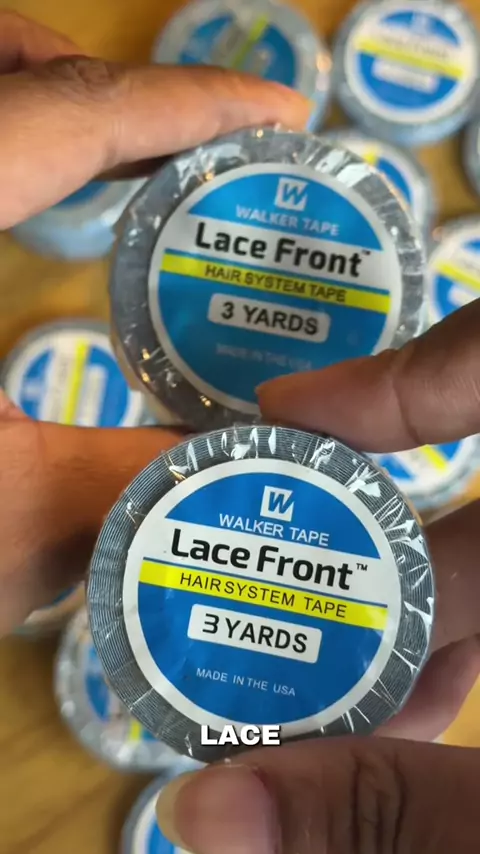 W
WALKER TAPE
Lace Front™
HAIR SYSTEM TAPE
3 YARDS
MADE IN THE USA
W
WALKER TAPE
Lace Front™
HAIR SYSTEM TAPE
3 YARDS
MADE IN THE USA
LACE